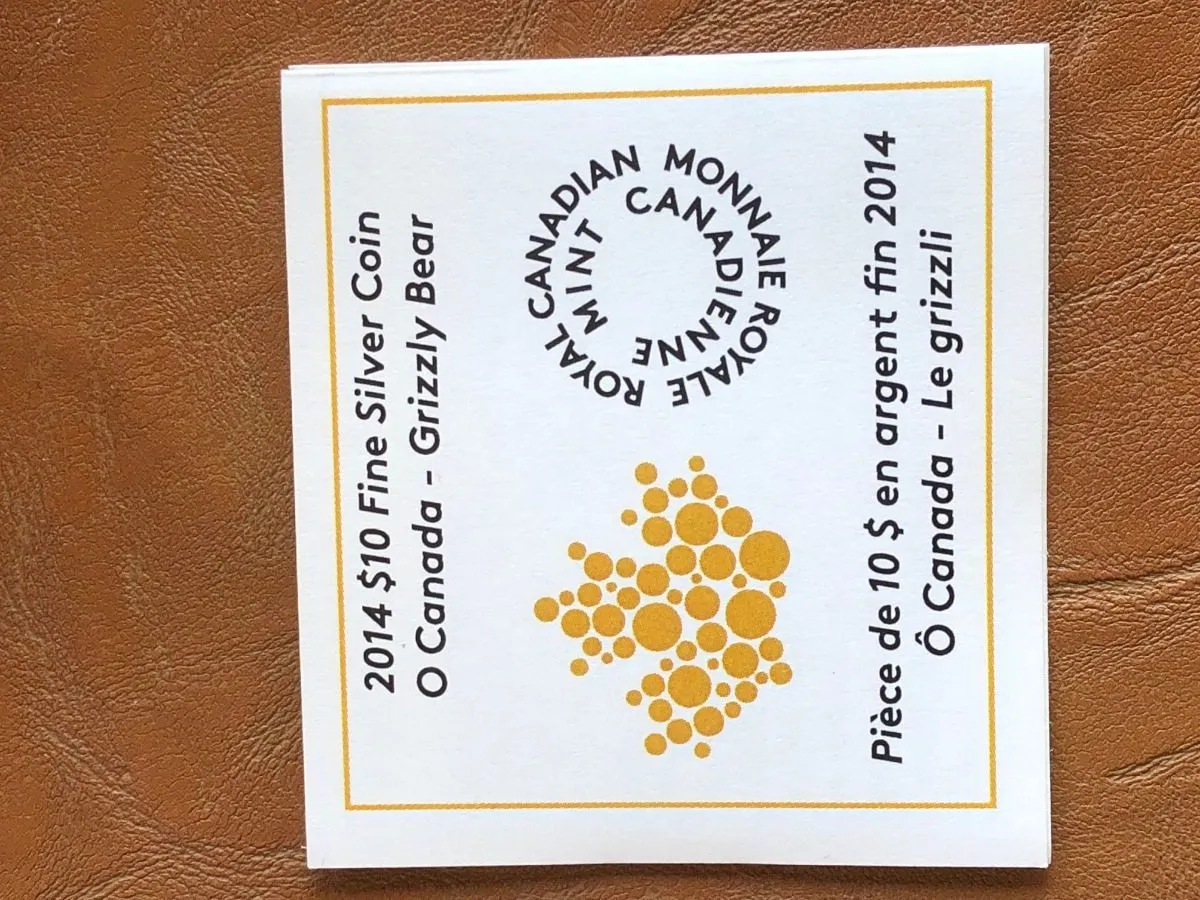 2014 $10 Fine Silver Coin
O Canada - Grizzly Bear
ROYAL CANADIAN MINT
MONNAIE ROYALE CANADIENNE
Pièce de 10 $ en argent fin 2014
Ô Canada - Le grizzli